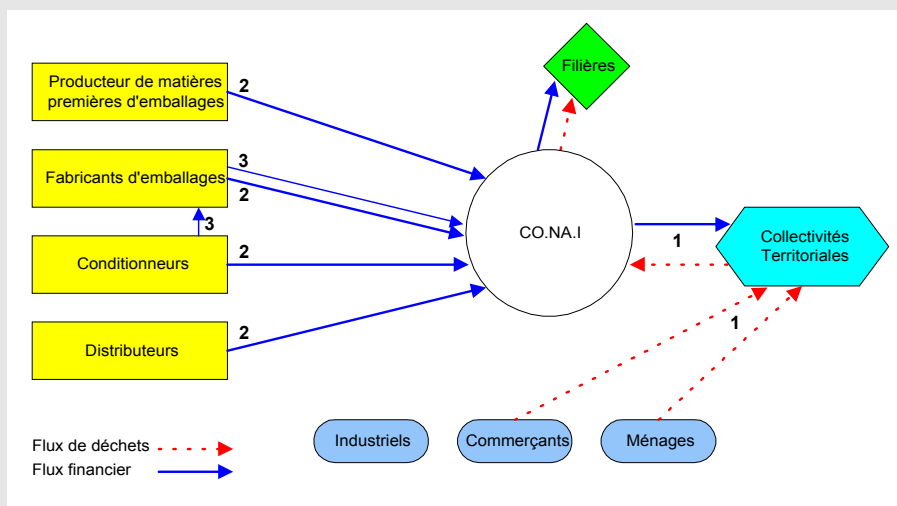 Filières
Producteur de matières
premières d'emballages
2
Fabricants d'emballages
3
2
3
CO.NA.I
Collectivités
Territoriales
1
Conditionneurs
2
Distributeurs
2
1
Industriels
Commerçants
Ménages
Flux de déchets
Flux financier